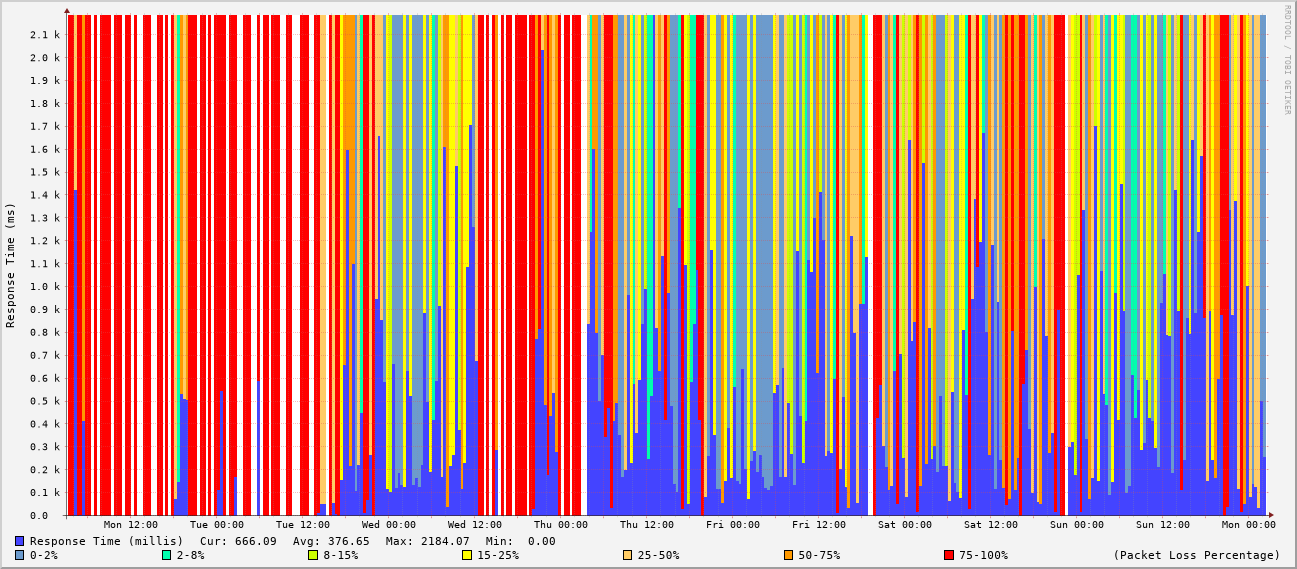 RRDTOOL / TOBI OETIKER
Response Time (ms)
2.1 k
2.0 k
1.9 k
1.8 k
1.7 k
1.6 k
1.5 k
1.4 k
1.3 k
1.2 k
1.1 k
1.0 k
0.9 k
0.8 k
0.7 k
0.6 k
0.5 k
0.4 k
0.3 k
0.2 k
0.1 k
0.0
Mon 12:00 Tue 00:00 Tue 12:00 Wed 00:00 Wed 12:00 Thu 00:00 Thu 12:00 Fri 00:00 Fri 12:00 Sat 00:00 Sat 12:00 Sun 00:00 Sun 12:00 Mon 00:00
Response Time (millis) Cur: 666.09 Avg: 376.65 Max: 2184.07 Min: 0.00
0-2% 2-8% 8-15% 15-25% 25-50% 50-75% 75-100% (Packet Loss Percentage)